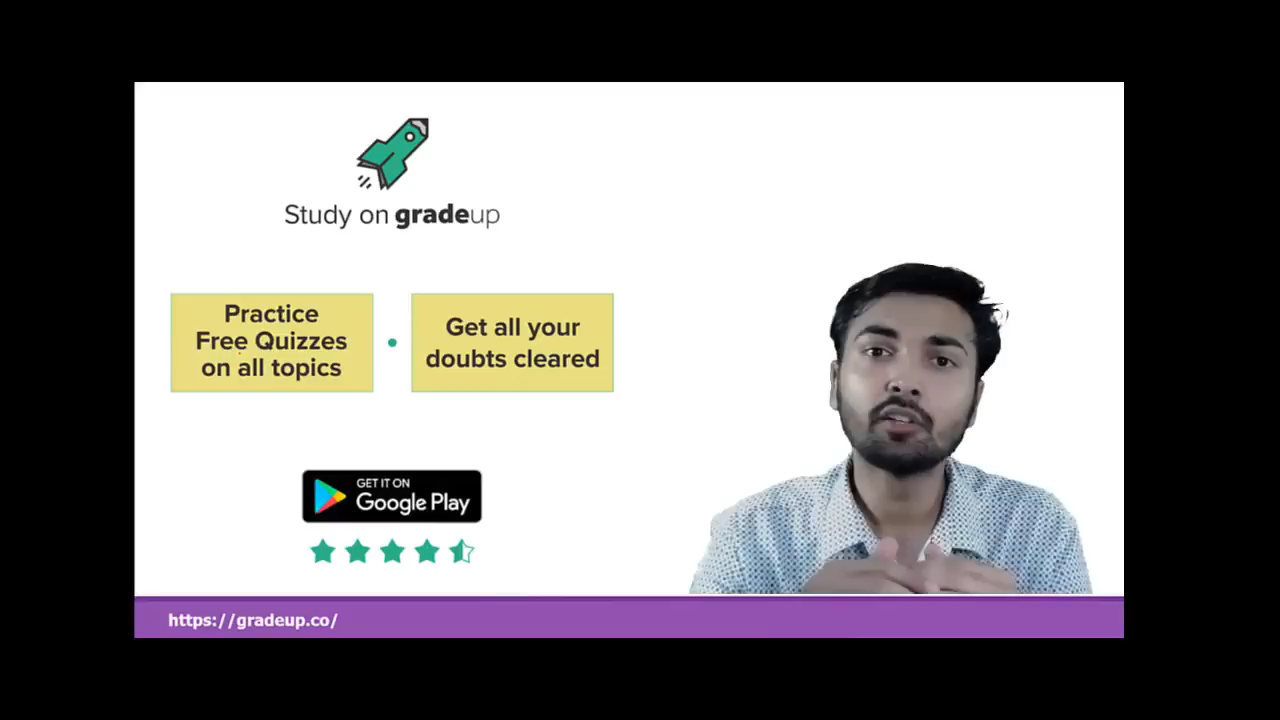 Study on gradeup
Practice
Free Quizzes
on all topics
Get all your
doubts cleared
GET IT ON
Google Play
https://gradeup.co/